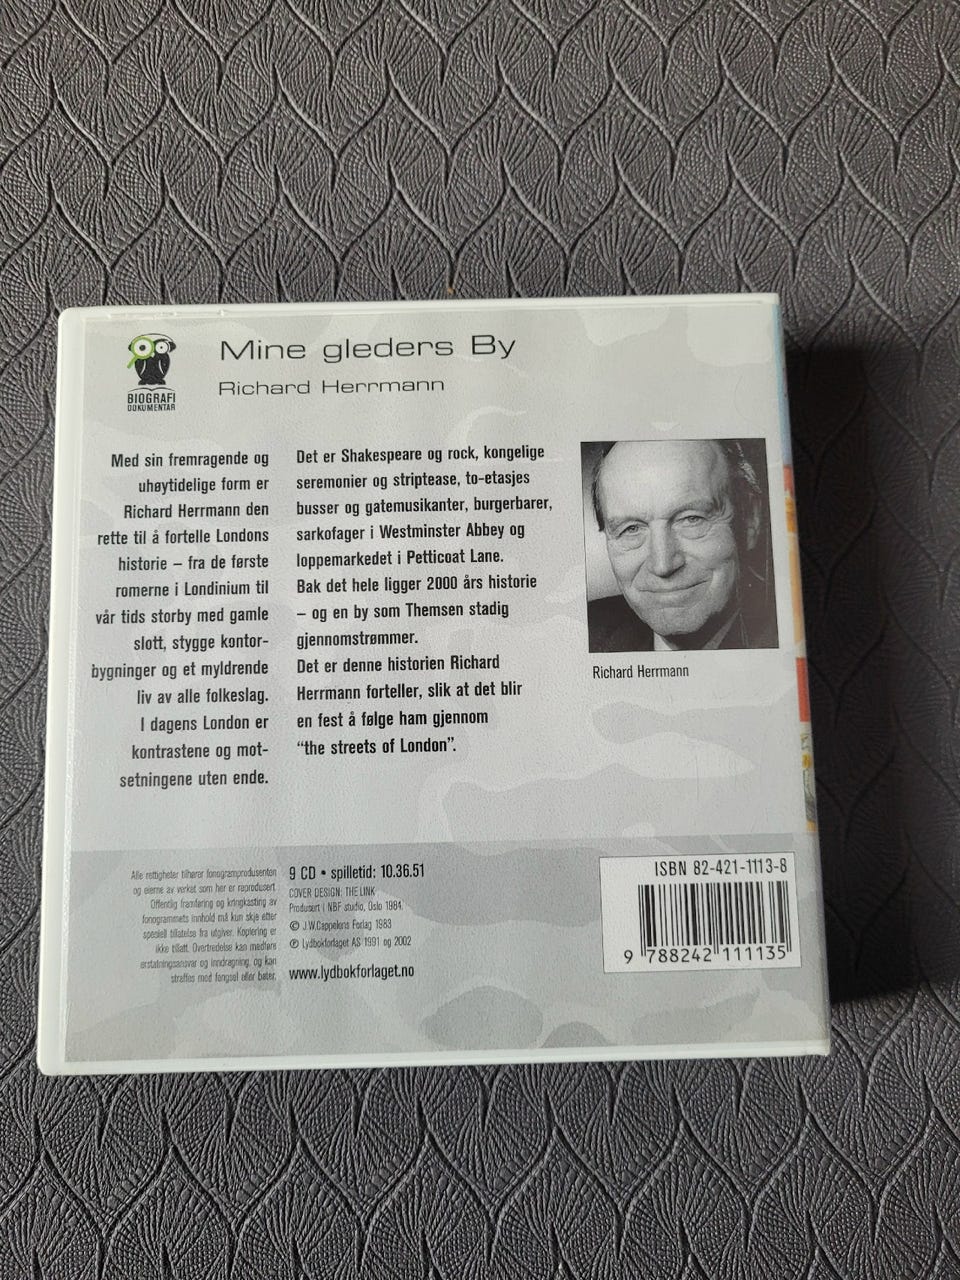 Mine gleders By
Richard Herrmann
BIOGRAFI
DOKUMENTAR
Med sin fremragende og
uhøytidelige form er
Richard Herrmann den
rette til å fortelle Londons
historie – fra de første
romerne i Londinium til
vår tids storby med gamle
slott, stygge kontor-
bygninger og et myldrende
liv av alle folkeslag.
I dagens London er
kontrastene og mot-
setningene uten ende.
Det er Shakespeare og rock, kongelige
seremonier og striptease, to-etasjes
busser og gatemusikanter, burgerbarer,
sarkofager i Westminster Abbey og
loppemarkedet i Petticoat Lane.
Bak det hele ligger 2000 års historie
– og en by som Themsen stadig
gjennomstrømmer.
Det er denne historien Richard
Herrmann forteller, slik at det blir
en fest å følge ham gjennom
“the streets of London”.
Richard Herrmann
Alle rettigheter tilhører fonogramprodusenten
og eierne av verket som her er reprodusert.
Offentlig framføring og kringkasting av
fonogrammets innhold må kun skje etter
spesiell tillatelse fra utgiver. Kopiering er
ikke tillatt. Overtredelse kan medføre
erstatningsansvar og inndragning, og kan
straffes med fengsel eller bøter.
9 CD • spilletid: 10.36.51
COVER DESIGN: THE LINK
Produsert i NBF studio, Oslo 1984.
© J.W.Cappelens Forlag 1983
℗ Lydbokforlaget AS 1991 og 2002
www.lydbokforlaget.no
ISBN 82-421-1113-8
9 788242 111135